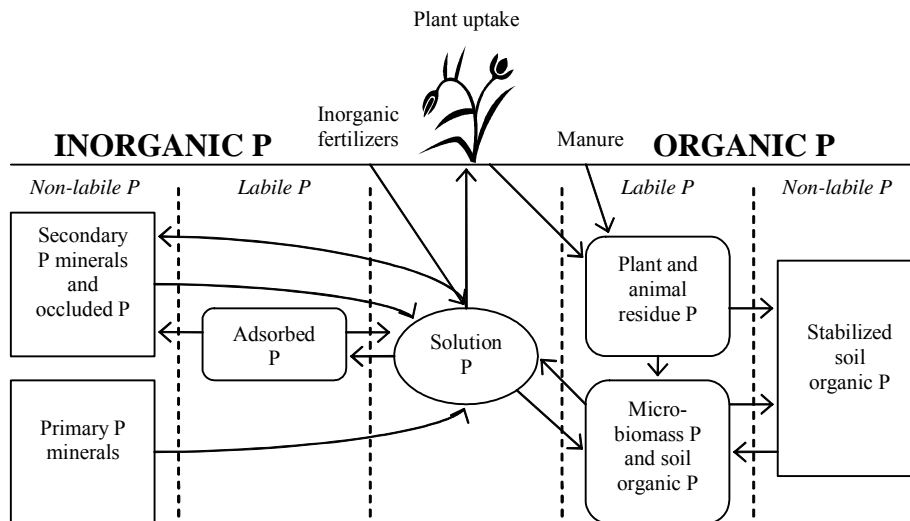 Plant uptake
Inorganic
fertilizers
Manure
INORGANIC P
ORGANIC P
Non-labile P
Labile P
Labile P
Non-labile P
Secondary
P minerals
and
occluded P
Adsorbed
P
Solution
P
Plant and
animal
residue P
Stabilized
soil
organic P
Primary P
minerals
Micro-
biomass P
and soil
organic P